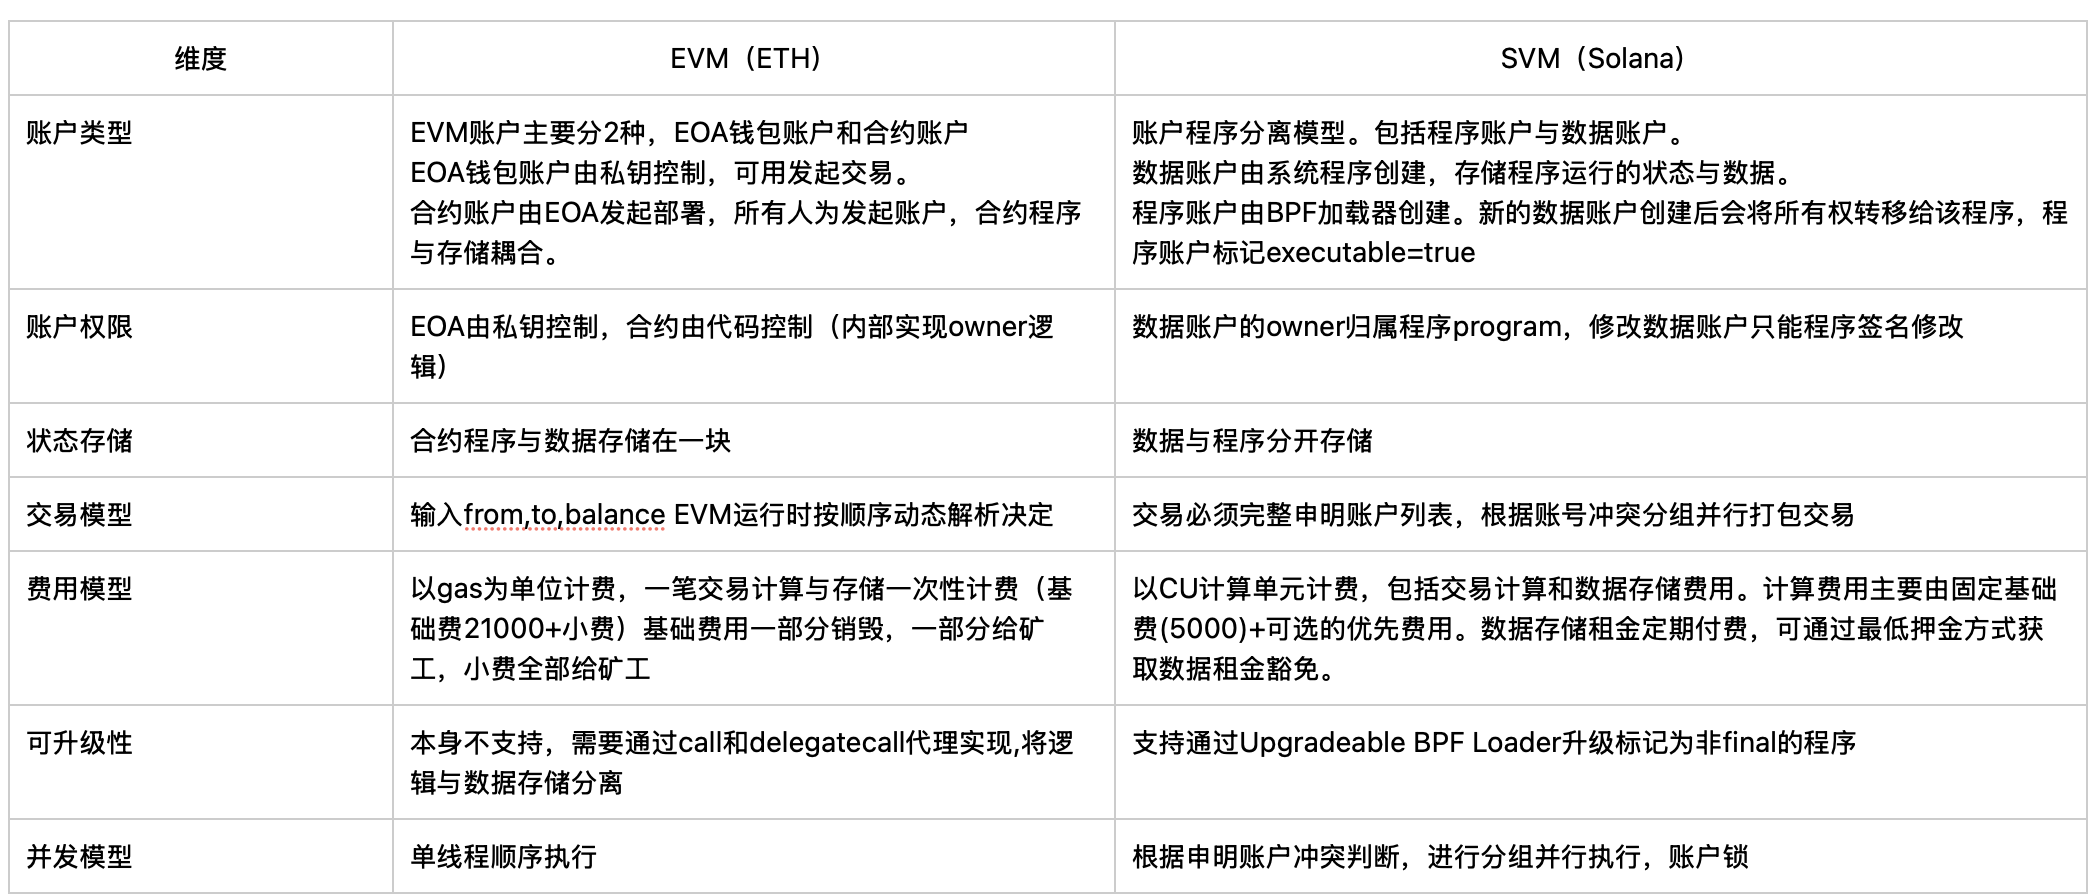 维度
EVM（ETH）
SVM（Solana）
账户类型
EVM账户主要分2种，EOA钱包账户和合约账户
EOA钱包账户由私钥控制，可用发起交易。
合约账户由EOA发起部署，所有人为发起账户，合约程序
与存储耦合。
账户程序分离模型。包括程序账户与数据账户。
数据账户由系统程序创建，存储程序运行的状态与数据。
程序账户由BPF加载器创建。新的数据账户创建后会将所有权转移给该程序，程
序账户标记executable=true
账户权限
EOA由私钥控制，合约由代码控制（内部实现owner逻
辑）
数据账户的owner归属程序program，修改数据账户只能程序签名修改
状态存储
合约程序与数据存储在一块
数据与程序分开存储
交易模型
输入from,to,balance EVM运行时按顺序动态解析决定
交易必须完整申明账户列表，根据账号冲突分组并行打包交易
费用模型
以gas为单位计费，一笔交易计算与存储一次性计费（基
础费21000+小费）基础费用一部分销毁，一部分给矿
工，小费全部给矿工
以CU计算单元计费，包括交易计算和数据存储费用。计算费用主要由固定基础
费(5000)+可选的优先费用。数据存储租金定期付费，可通过最低押金方式获
取数据租金豁免。
可升级性
本身不支持，需要通过call和delegatecall代理实现,将逻
辑与数据存储分离
支持通过Upgradeable BPF Loader升级标记为非final的程序
并发模型
单线程顺序执行
根据申明账户冲突判断，进行分组并行执行，账户锁